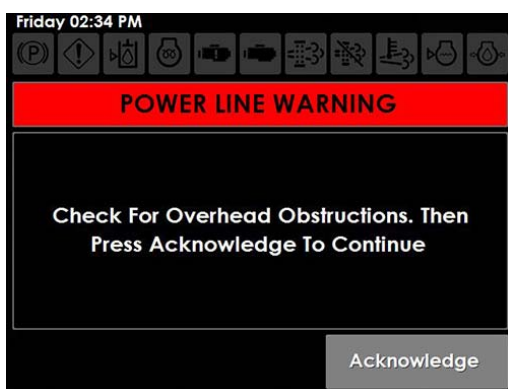 Friday 02:34 PM
POWER LINE WARNING
Check For Overhead Obstructions. Then
Press Acknowledge To Continue
Acknowledge